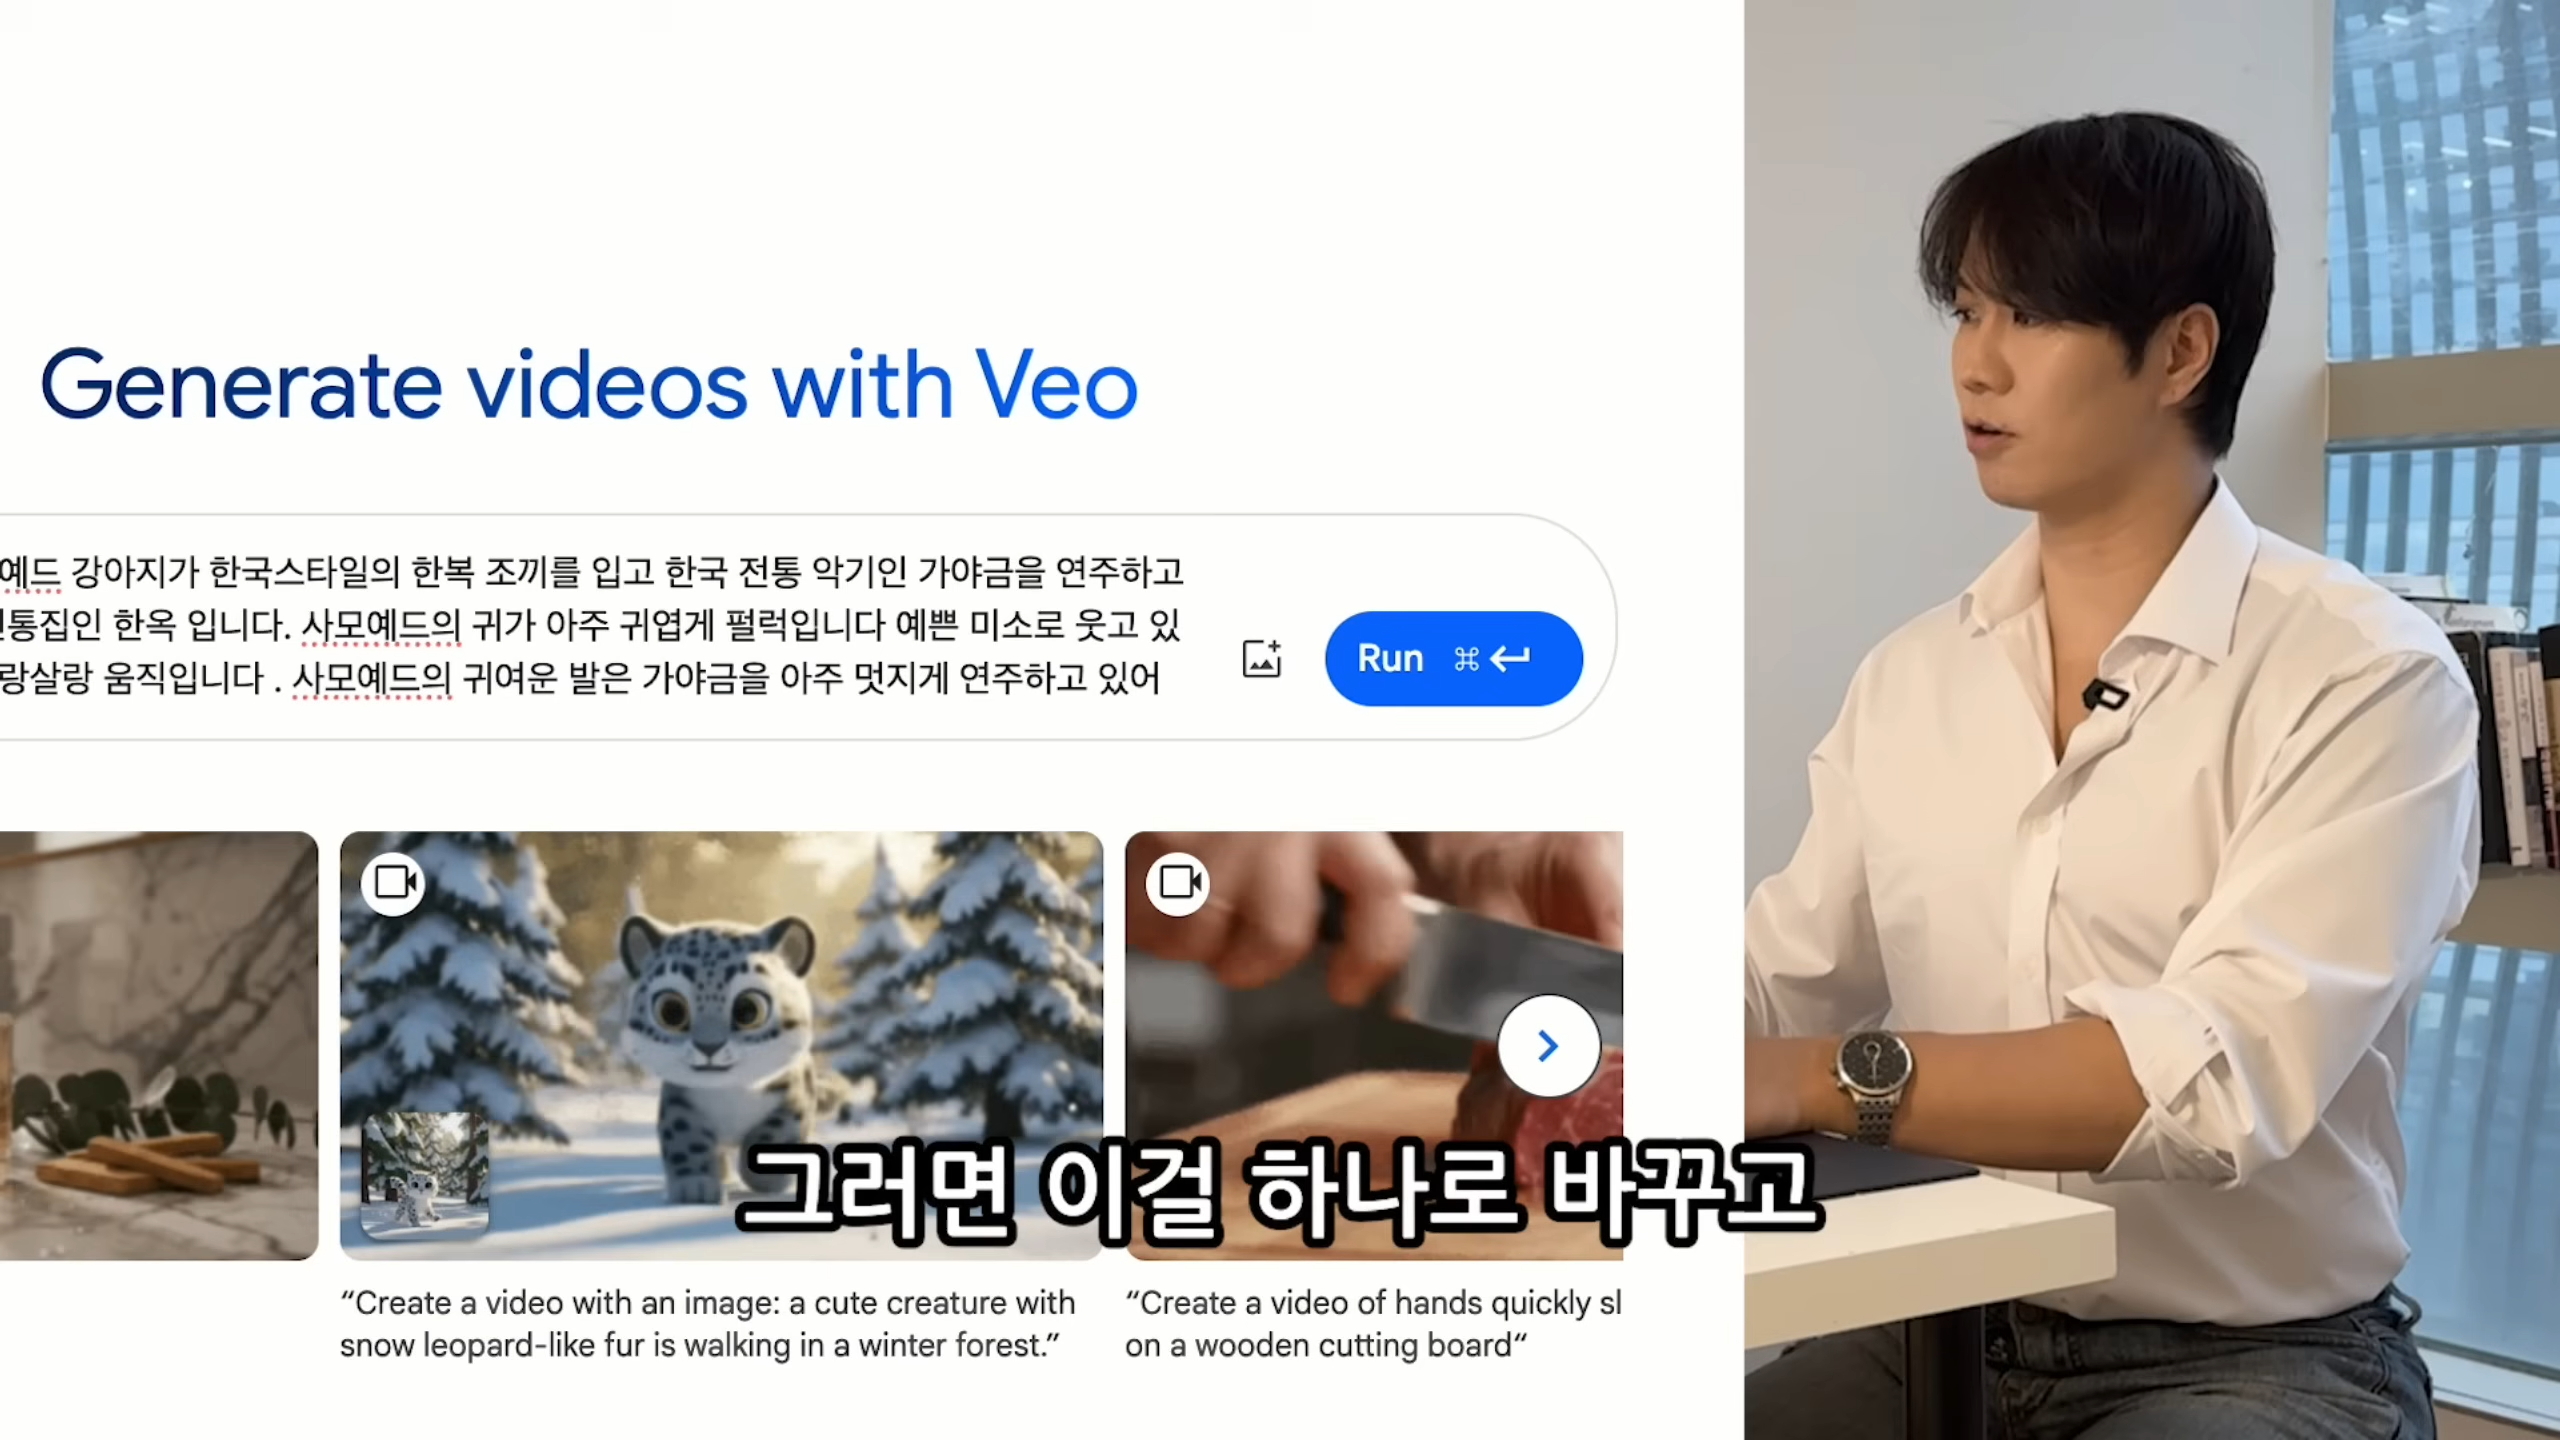 Generate videos with Veo
예드 강아지가 한국스타일의 한복 조끼를 입고 한국 전통 악기인 가야금을 연주하고
통집인 한옥 입니다. 사모예드의 귀가 아주 귀엽게 펄럭입니다 예쁜 미소로 웃고 있
랑살랑 움직입니다 . 사모예드의 귀여운 발은 가야금을 아주 멋지게 연주하고 있어
Run ⌘ ↵
그러면 이걸 하나로 바꾸고
“Create a video with an image: a cute creature with
snow leopard-like fur is walking in a winter forest.”
“Create a video of hands quickly sl
on a wooden cutting board“